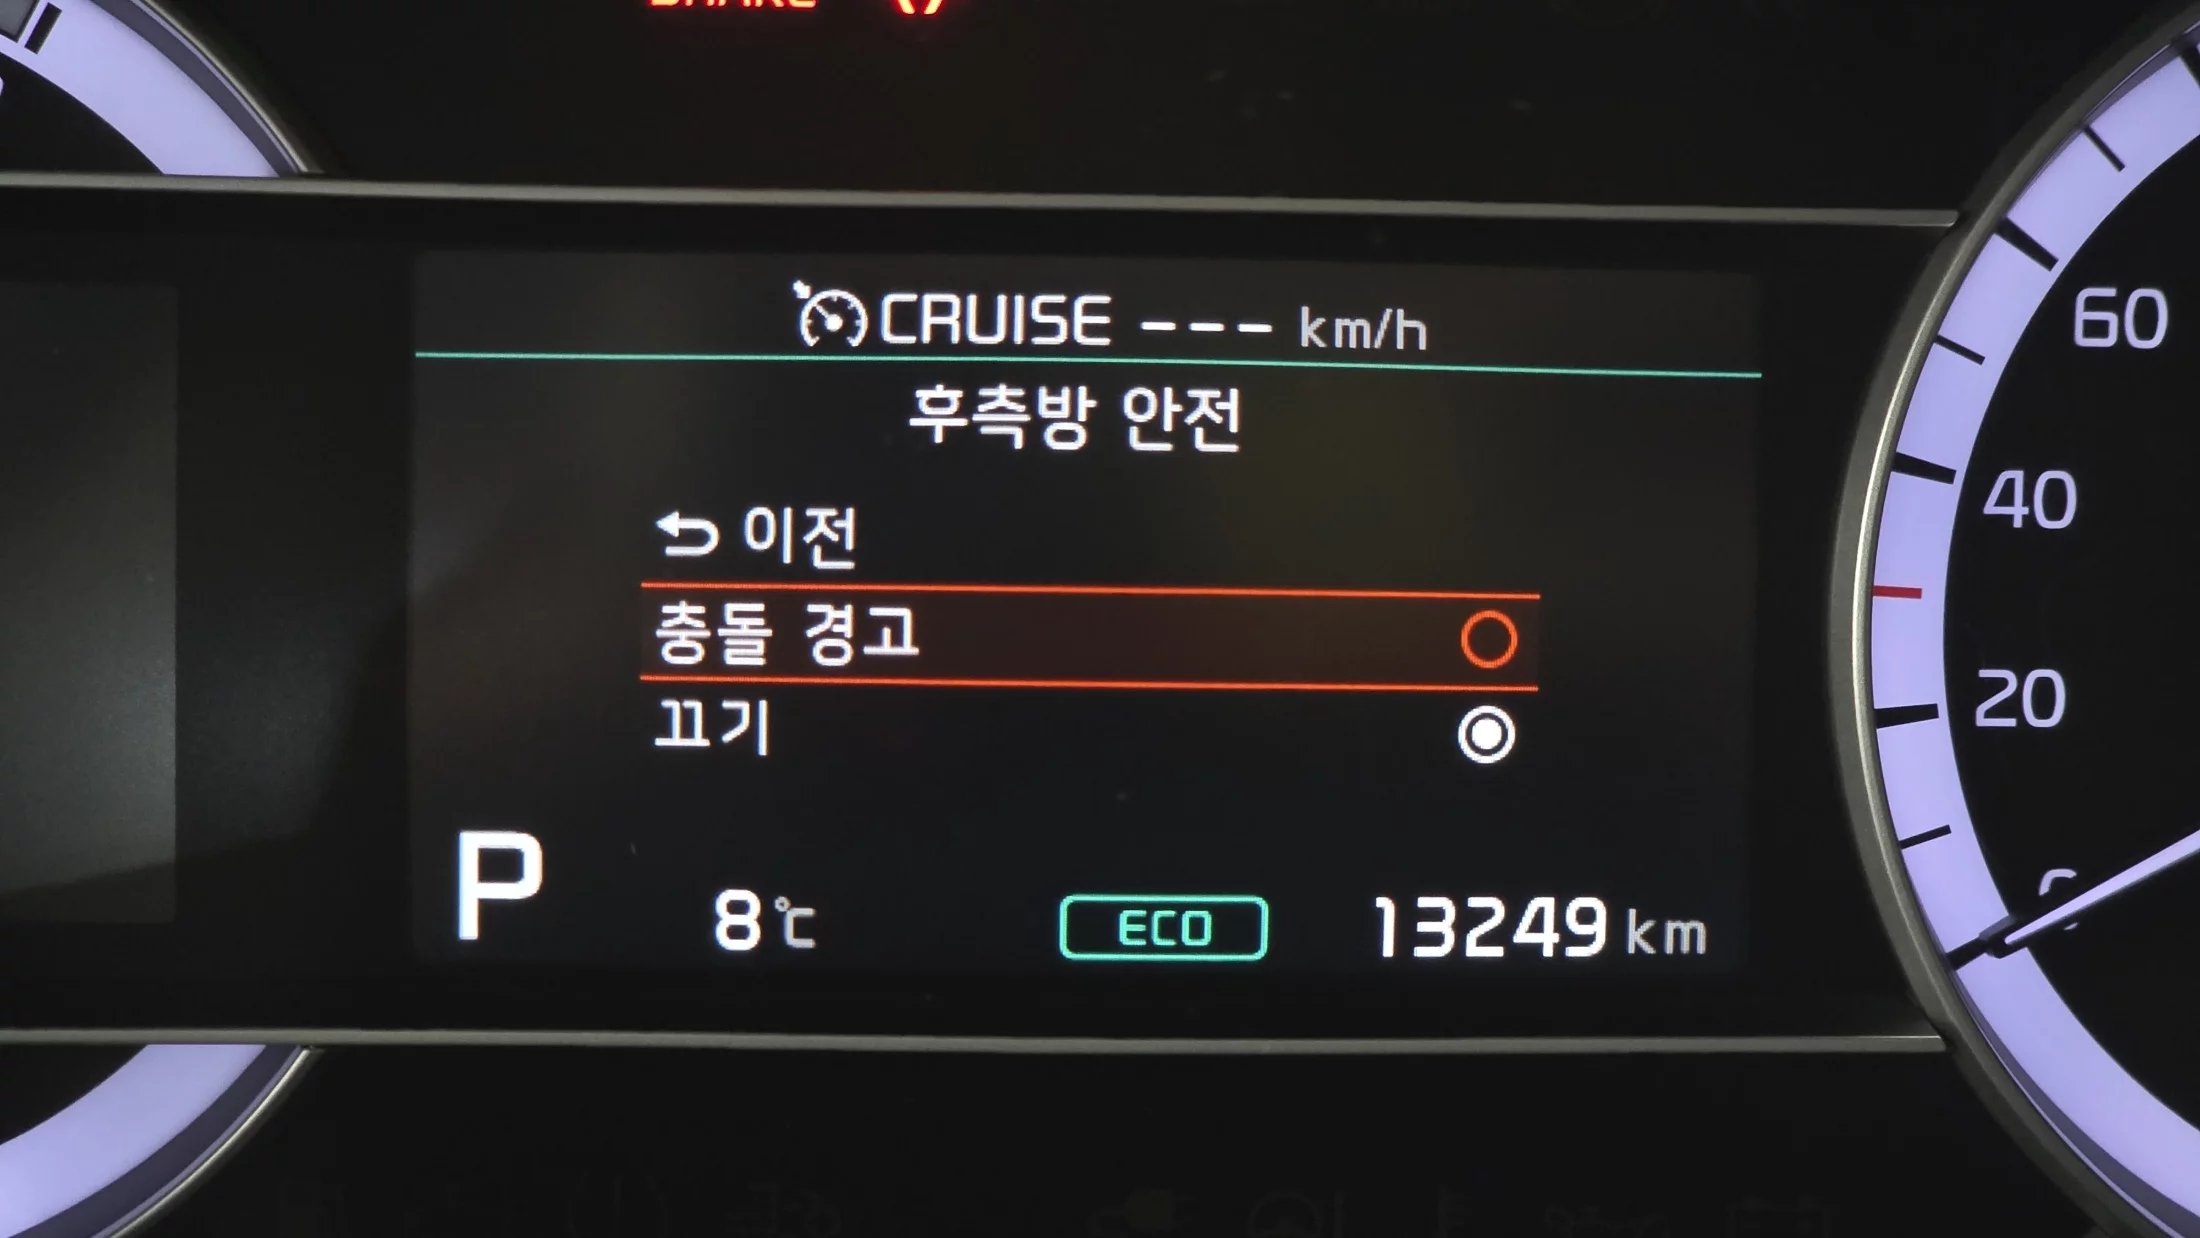 CRUISE --- km/h
후측방 안전
이전
충돌 경고
끄기
P
8℃
ECO
13249 km
60
40
20